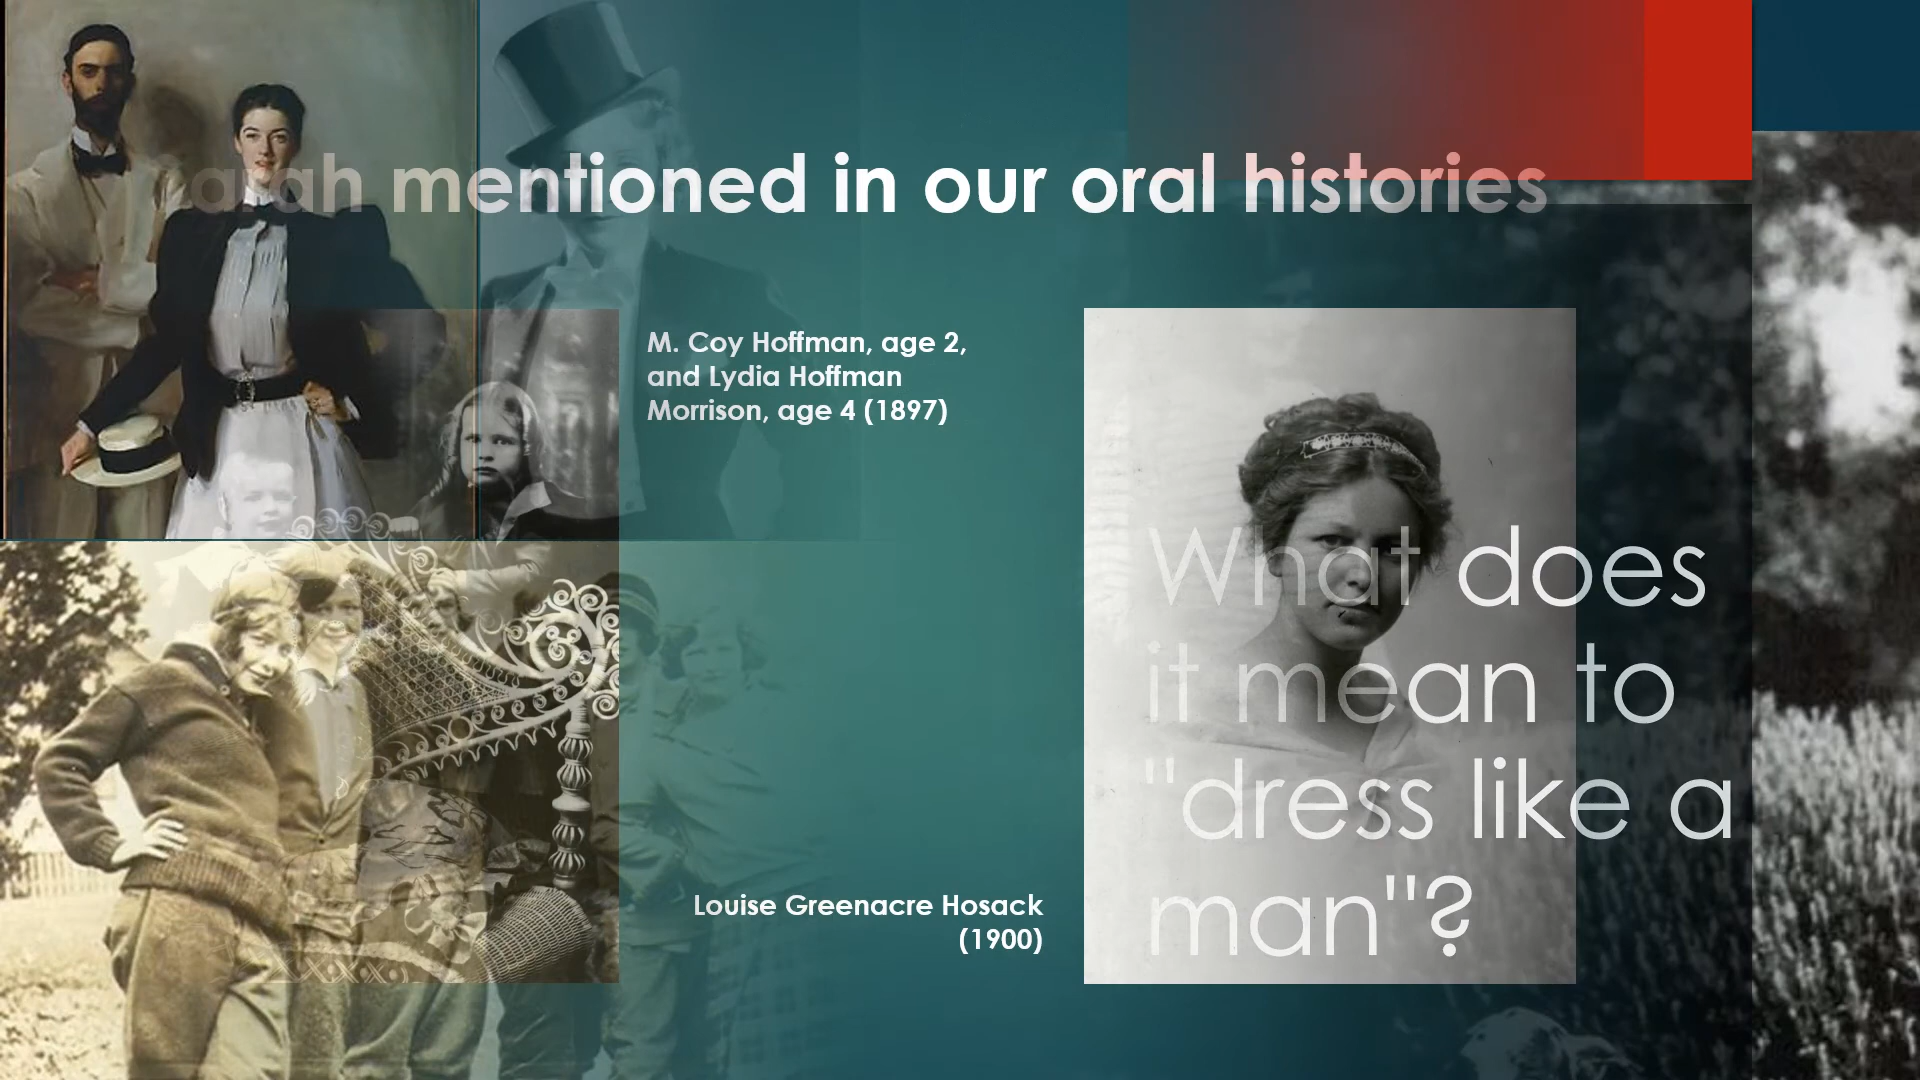 arah mentioned in our oral histories
M. Coy Hoffman, age 2,
and Lydia Hoffman
Morrison, age 4 (1897)
What does
it mean to
"dress like a
man"?
Louise Greenacre Hosack
(1900)